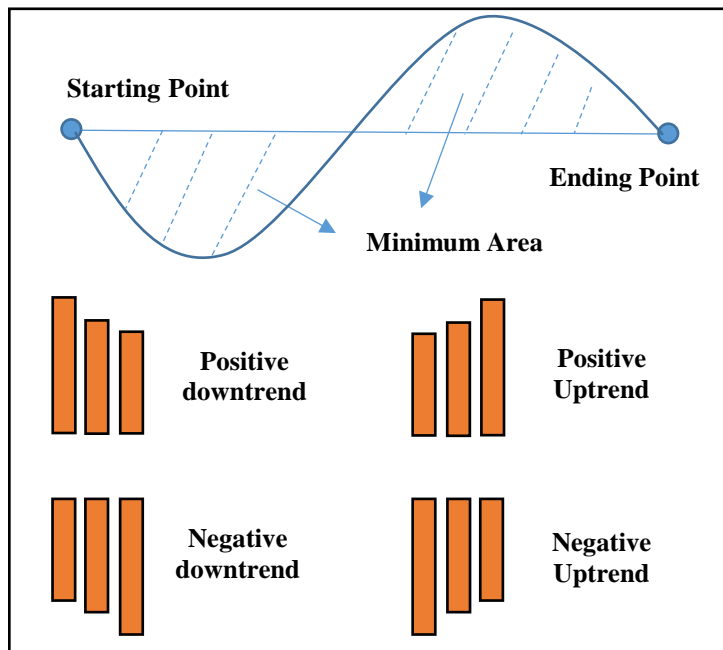 Starting Point
Ending Point
Minimum Area
Positive
downtrend
Positive
Uptrend
Negative
downtrend
Negative
Uptrend